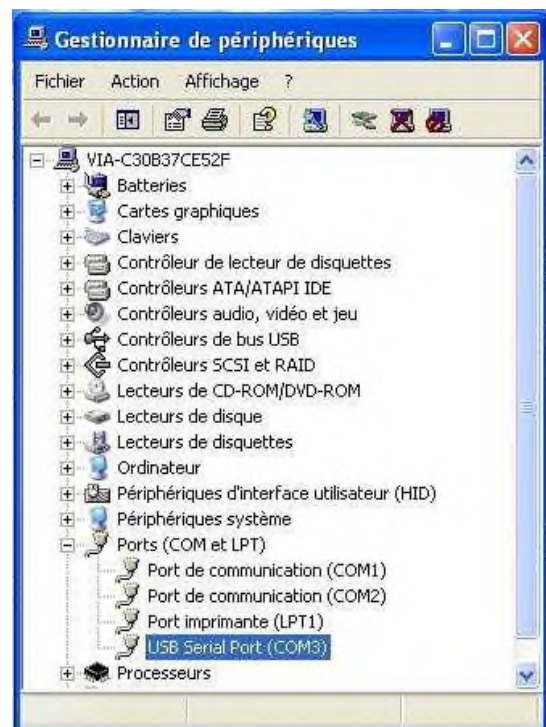 Gestionnaire de périphériques
Fichier Action Affichage ?
VIA-C30B37CE52F
Batteries
Cartes graphiques
Claviers
Contrôleur de lecteur de disquettes
Contrôleurs ATA/ATAPI IDE
Contrôleurs audio, vidéo et jeu
Contrôleurs de bus USB
Contrôleurs SCSI et RAID
Lecteurs de CD-ROM/DVD-ROM
Lecteurs de disque
Lecteurs de disquettes
Ordinateur
Périphériques d'interface utilisateur (HID)
Périphériques système
Ports (COM et LPT)
Port de communication (COM1)
Port de communication (COM2)
Port imprimante (LPT1)
USB Serial Port (COM3)
Processeurs